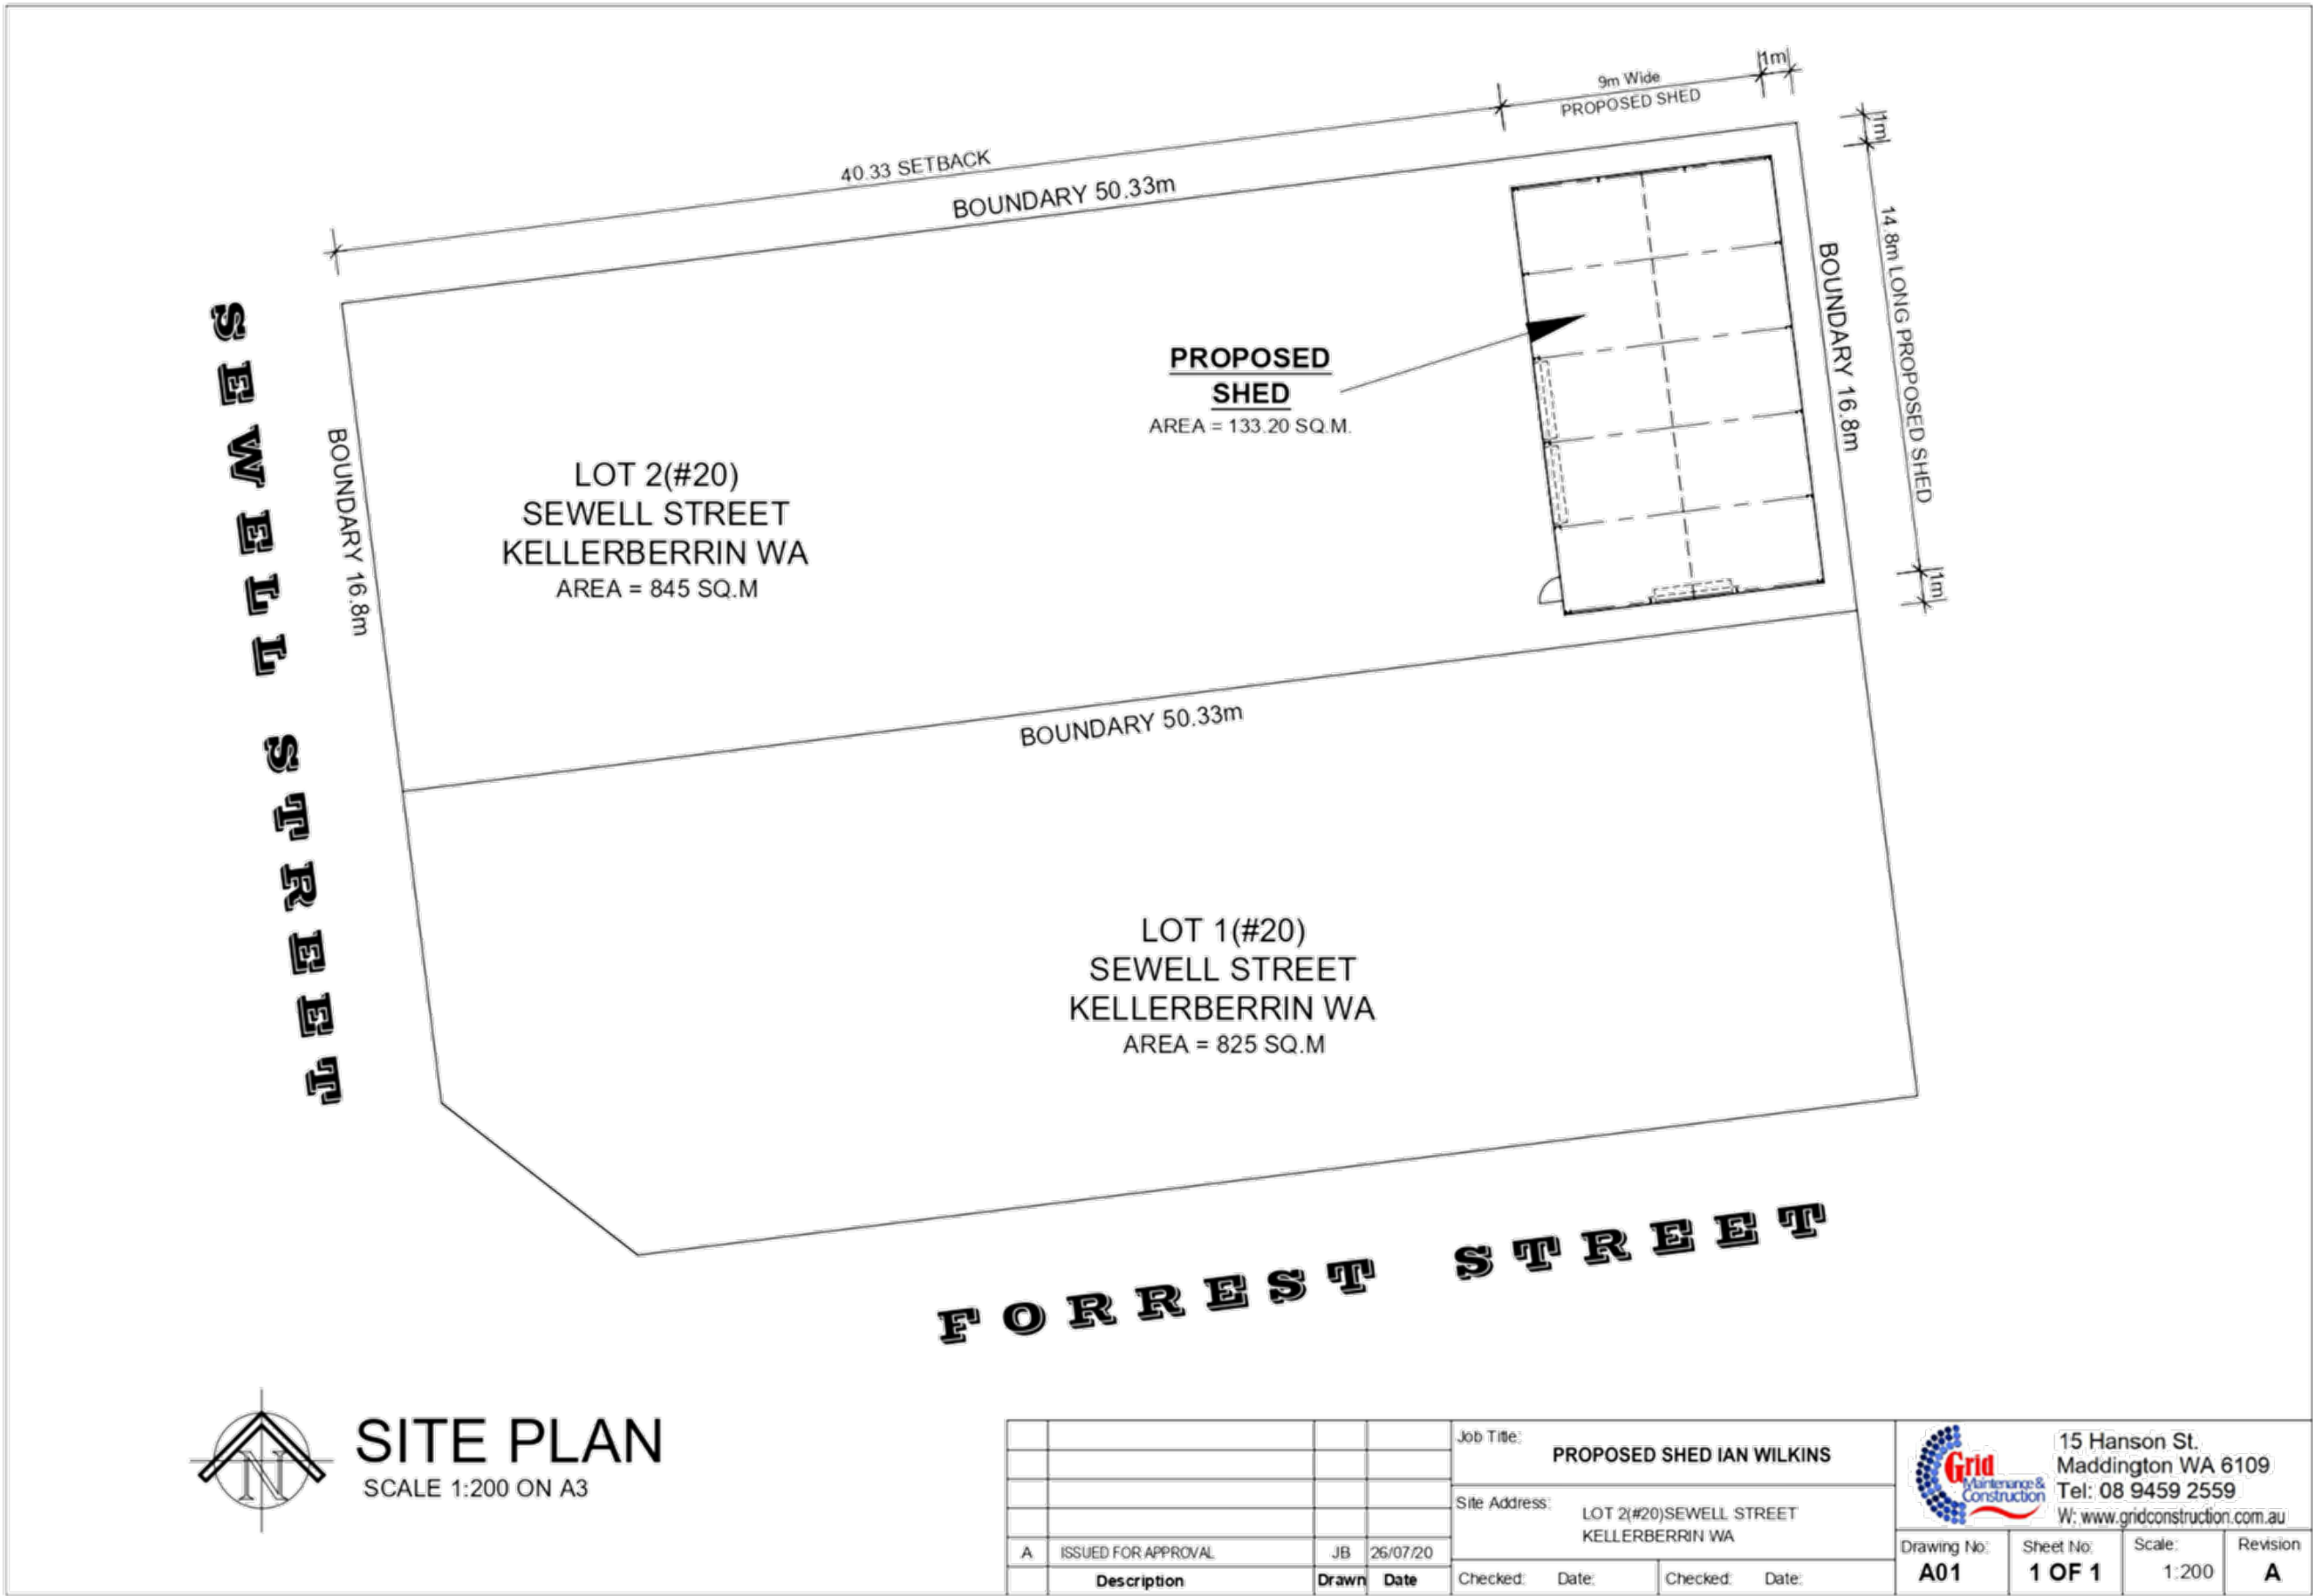 1m
9m Wide
PROPOSED SHED
1m
40.33 SETBACK
BOUNDARY 50.33m
14.8m LONG PROPOSED SHED
BOUNDARY 16.8m
PROPOSED
SHED
AREA = 133.20 SQ.M.
SEWELL STREET
BOUNDARY 16.8m
LOT 2(#20)
SEWELL STREET
KELLERBERRIN WA
AREA = 845 SQ.M
1m
BOUNDARY 50.33m
LOT 1(#20)
SEWELL STREET
KELLERBERRIN WA
AREA = 825 SQ.M
FORREST STREET
N
SITE PLAN
SCALE 1:200 ON A3
A ISSUED FOR APPROVAL JB 26/07/20
Description Drawn Date
Job Title:
PROPOSED SHED IAN WILKINS
Site Address:
LOT 2(#20)SEWELL STREET
KELLERBERRIN WA
Checked: Date: Checked: Date:
Grid
Maintenance &
Construction
15 Hanson St.
Maddington WA 6109
Tel: 08 9459 2559
W: www.gridconstruction.com.au
Drawing No: Sheet No: Scale: Revision
A01 1 OF 1 1:200 A